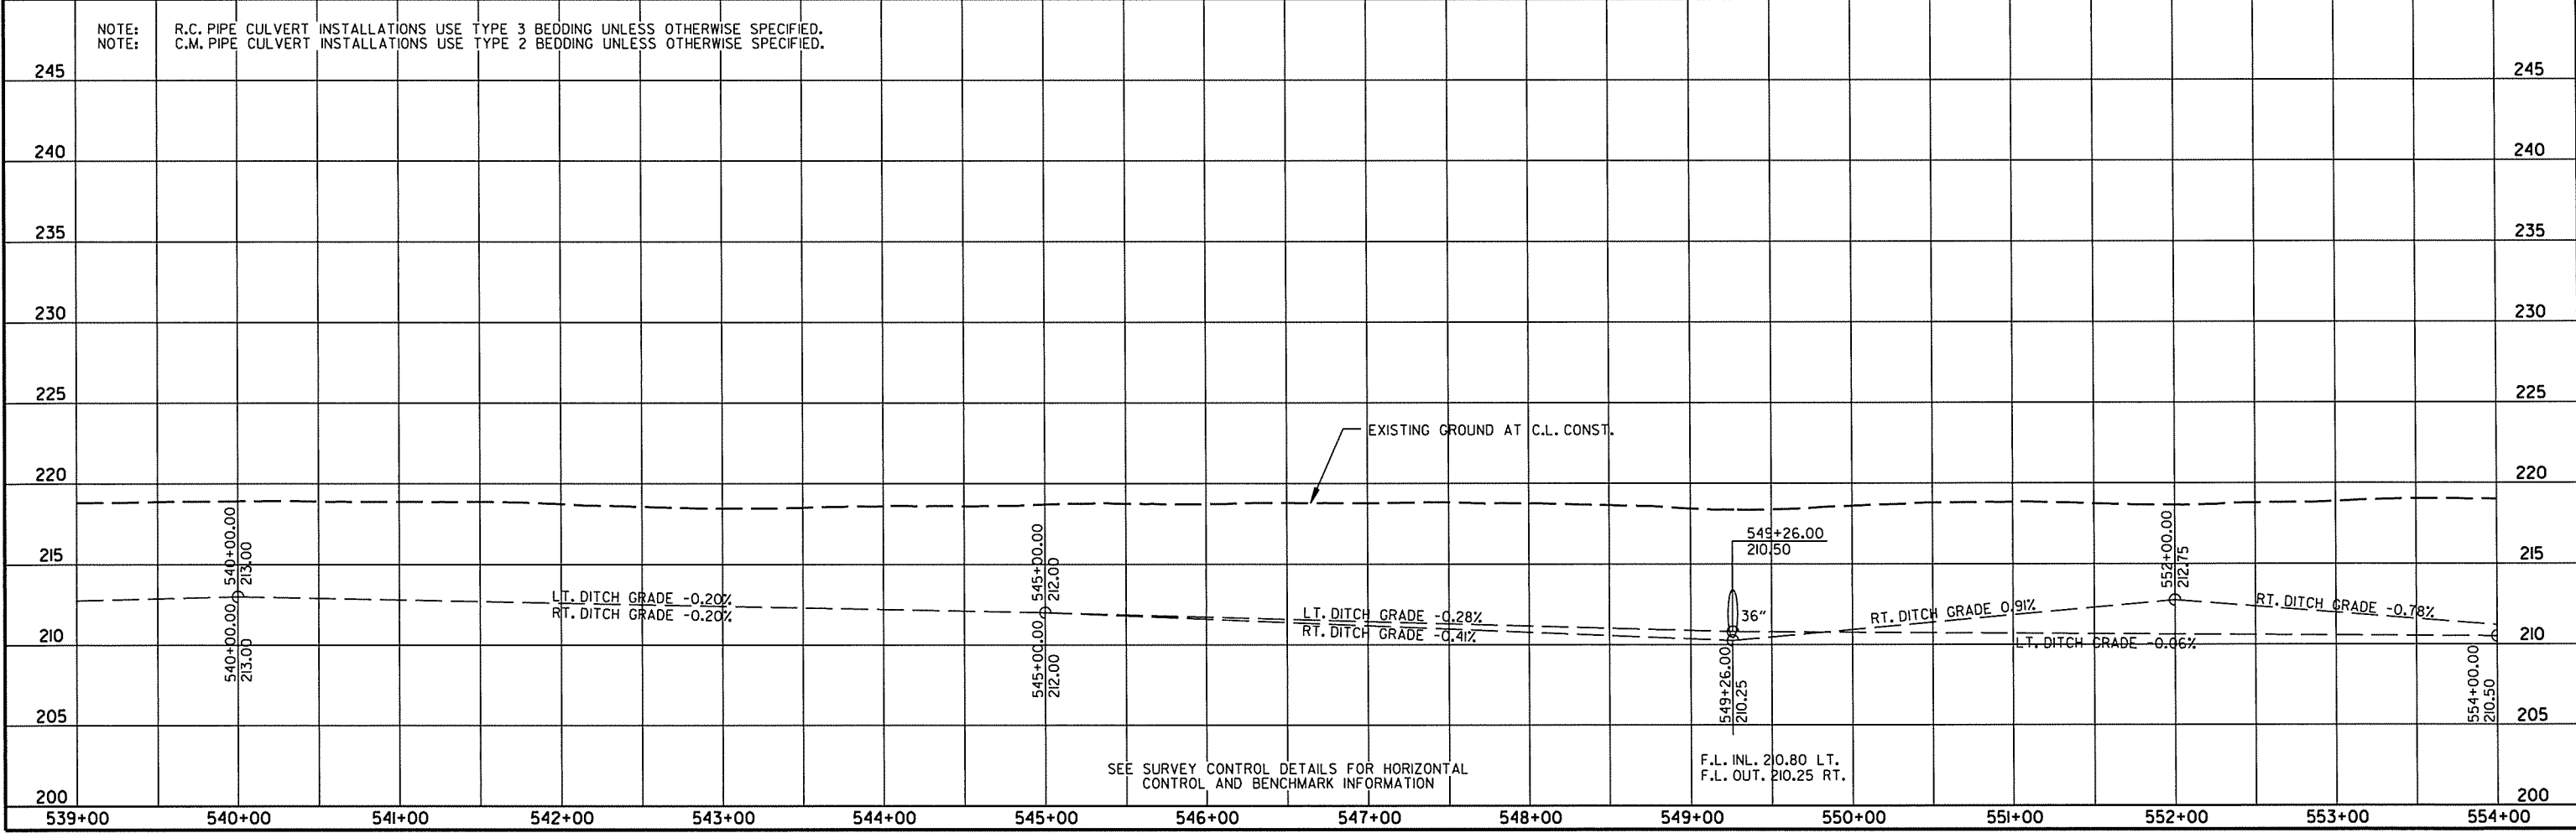 NOTE: R.C. PIPE CULVERT INSTALLATIONS USE TYPE 3 BEDDING UNLESS OTHERWISE SPECIFIED.
NOTE: C.M. PIPE CULVERT INSTALLATIONS USE TYPE 2 BEDDING UNLESS OTHERWISE SPECIFIED.
245 245
240 240
235 235
230 230
225 225
EXISTING GROUND AT C.L. CONST.
220 220
540+00.00
213.00
545+00.00
212.00
549+26.00
210.50
552+00.00
212.75
215 215
LT. DITCH GRADE -0.20%
RT. DITCH GRADE -0.20%
LT. DITCH GRADE -0.28%
RT. DITCH GRADE -0.41%
36"
RT. DITCH GRADE 0.91%
RT. DITCH GRADE -0.78%
LT. DITCH GRADE -0.06%
210 210
540+00.00
213.00
545+00.00
212.00
549+26.00
210.25
554+00.00
210.50
205 205
SEE SURVEY CONTROL DETAILS FOR HORIZONTAL
CONTROL AND BENCHMARK INFORMATION
F.L. INL. 210.80 LT.
F.L. OUT. 210.25 RT.
200 200
539+00 540+00 541+00 542+00 543+00 544+00 545+00 546+00 547+00 548+00 549+00 550+00 551+00 552+00 553+00 554+00